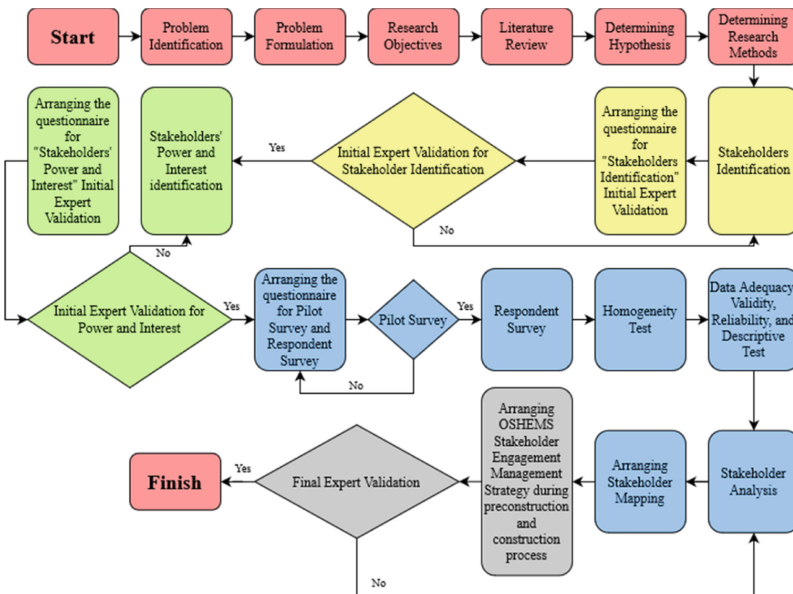 Start
Problem
Identification
Problem
Formulation
Research
Objectives
Literature
Review
Determining
Hypothesis
Determining
Research
Methods
Arranging the
questionnaire
for
"Stakeholders'
Power and
Interest" Initial
Expert
Validation
Stakeholders'
Power and
Interest
identification
Yes
Initial Expert Validation for
Stakeholder Identification
Arranging the
questionnaire
for
"Stakeholders
Identification"
Initial Expert
Validation
Stakeholders
Identification
No
No
Initial Expert Validation for
Power and Interest
Yes
Arranging the
questionnaire
for Pilot
Survey and
Respondent
Survey
Pilot Survey
Yes
Respondent
Survey
Homogeneity
Test
Data Adequacy
Validity,
Reliability, and
Descriptive
Test
No
Finish
Yes
Final Expert Validation
Arranging
OSHEMS
Stakeholder
Engagement
Management
Strategy during
preconstruction
and
construction
process
Arranging
Stakeholder
Mapping
Stakeholder
Analysis
No